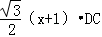 √3/2 (x+1) •DC